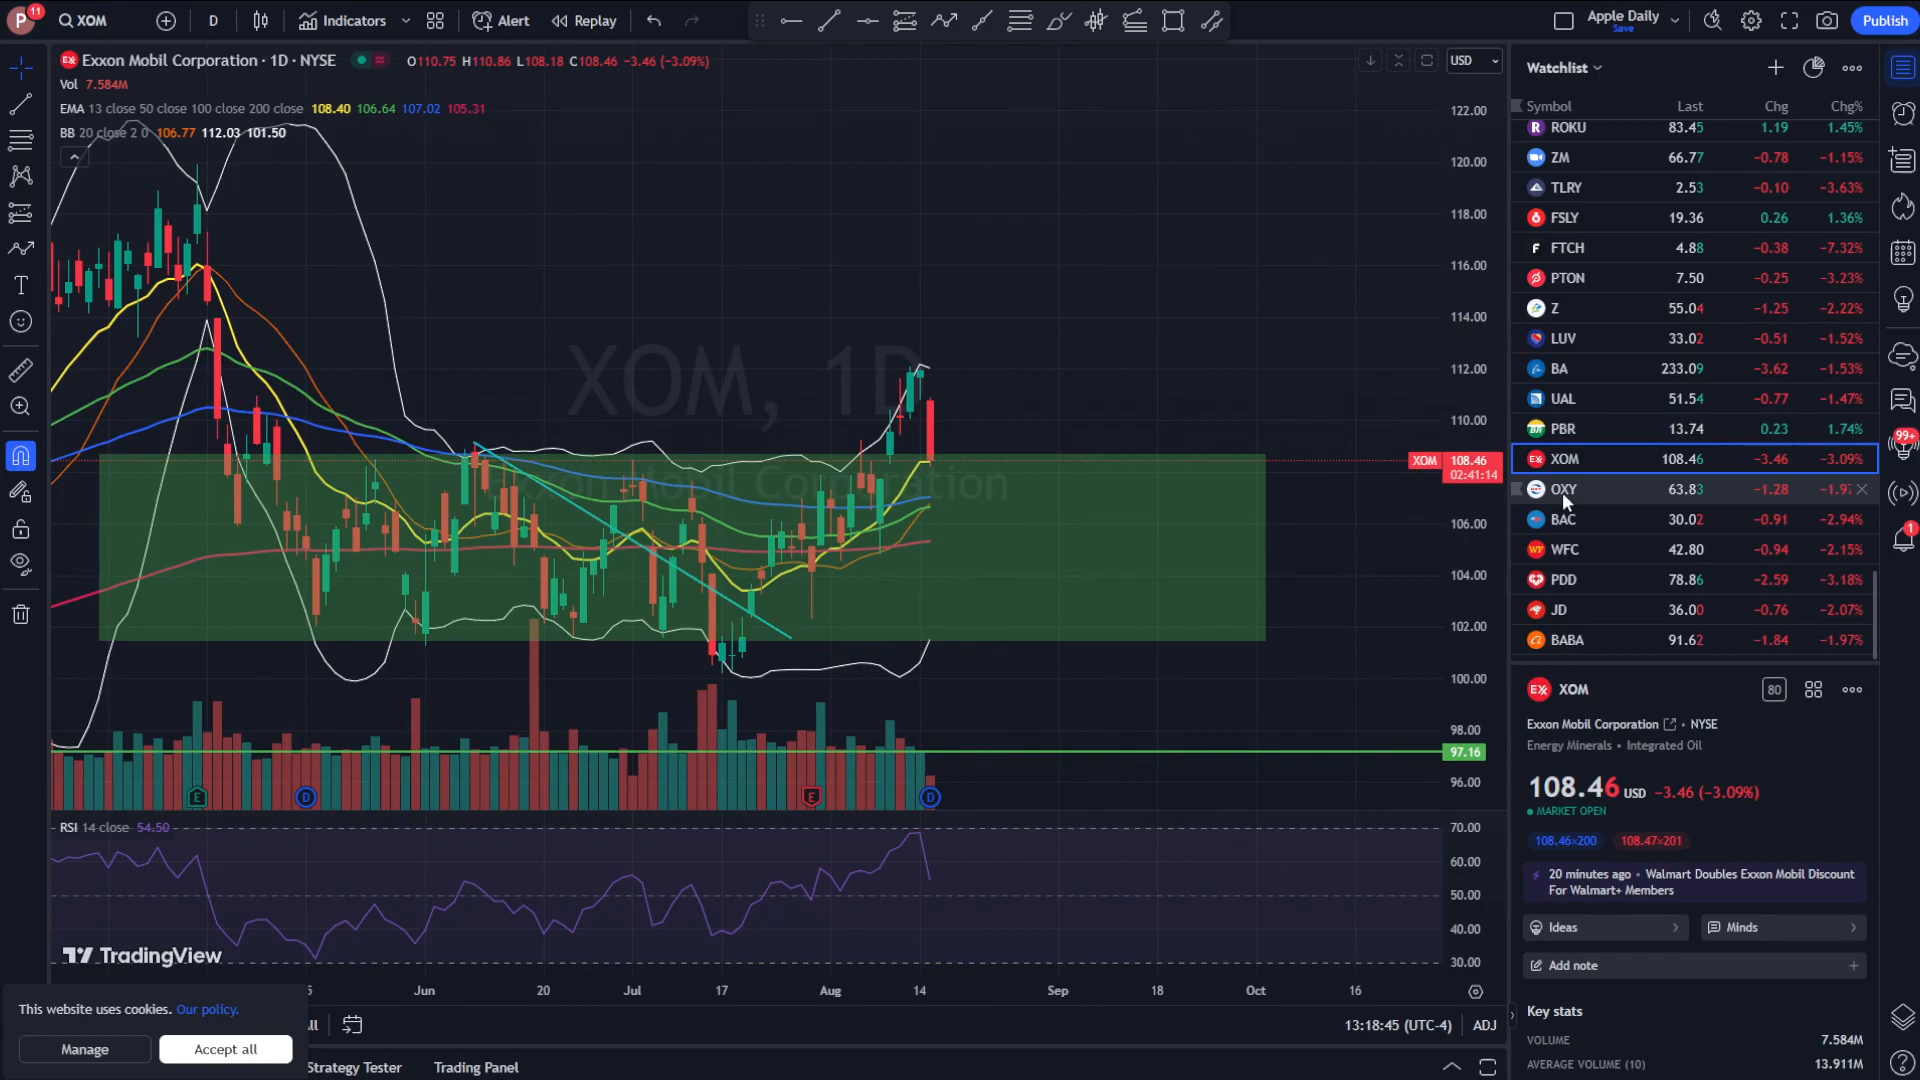 P 11 XOM D Indicators Alert Replay Apple Daily Save Publish
Exxon Mobil Corporation · 1D · NYSE O110.75 H110.86 L108.18 C108.46 −3.46 (−3.09%)
USD
Vol 7.584M
EMA 13 close 50 close 100 close 200 close 108.40 106.64 107.02 105.31
BB 20 close 2 0 106.77 112.03 101.50
XOM, 1D
Exxon Mobil Corporation
122.00
120.00
118.00
116.00
114.00
112.00
110.00
XOM 108.46
02:41:14
106.00
104.00
102.00
100.00
98.00
97.16
96.00
E D E D
RSI 14 close 54.50
70.00
60.00
50.00
40.00
30.00
TradingView
Jun 20 Jul 17 Aug 14 Sep 18 Oct 16
This website uses cookies. Our policy.
Manage Accept all
13:18:45 (UTC-4) ADJ
Strategy Tester Trading Panel
Watchlist
Symbol Last Chg Chg%
ROKU 83.45 1.19 1.45%
ZM 66.77 −0.78 −1.15%
TLRY 2.53 −0.10 −3.63%
FSLY 19.36 0.26 1.36%
FTCH 4.88 −0.38 −7.32%
PTON 7.50 −0.25 −3.23%
Z 55.04 −1.25 −2.22%
LUV 33.02 −0.51 −1.52%
BA 233.09 −3.62 −1.53%
UAL 51.54 −0.77 −1.47%
PBR 13.74 0.23 1.74%
XOM 108.46 −3.46 −3.09%
OXY 63.83 −1.28 −1.97
BAC 30.02 −0.91 −2.94%
WFC 42.80 −0.94 −2.15%
PDD 78.86 −2.59 −3.18%
JD 36.00 −0.76 −2.07%
BABA 91.62 −1.84 −1.97%
XOM 80
Exxon Mobil Corporation • NYSE
Energy Minerals • Integrated Oil
108.46 USD −3.46 (−3.09%)
MARKET OPEN
108.46×200 108.47×201
20 minutes ago • Walmart Doubles Exxon Mobil Discount
For Walmart+ Members
Ideas Minds
Add note
Key stats
VOLUME 7.584M
AVERAGE VOLUME (10) 13.911M
99+
1